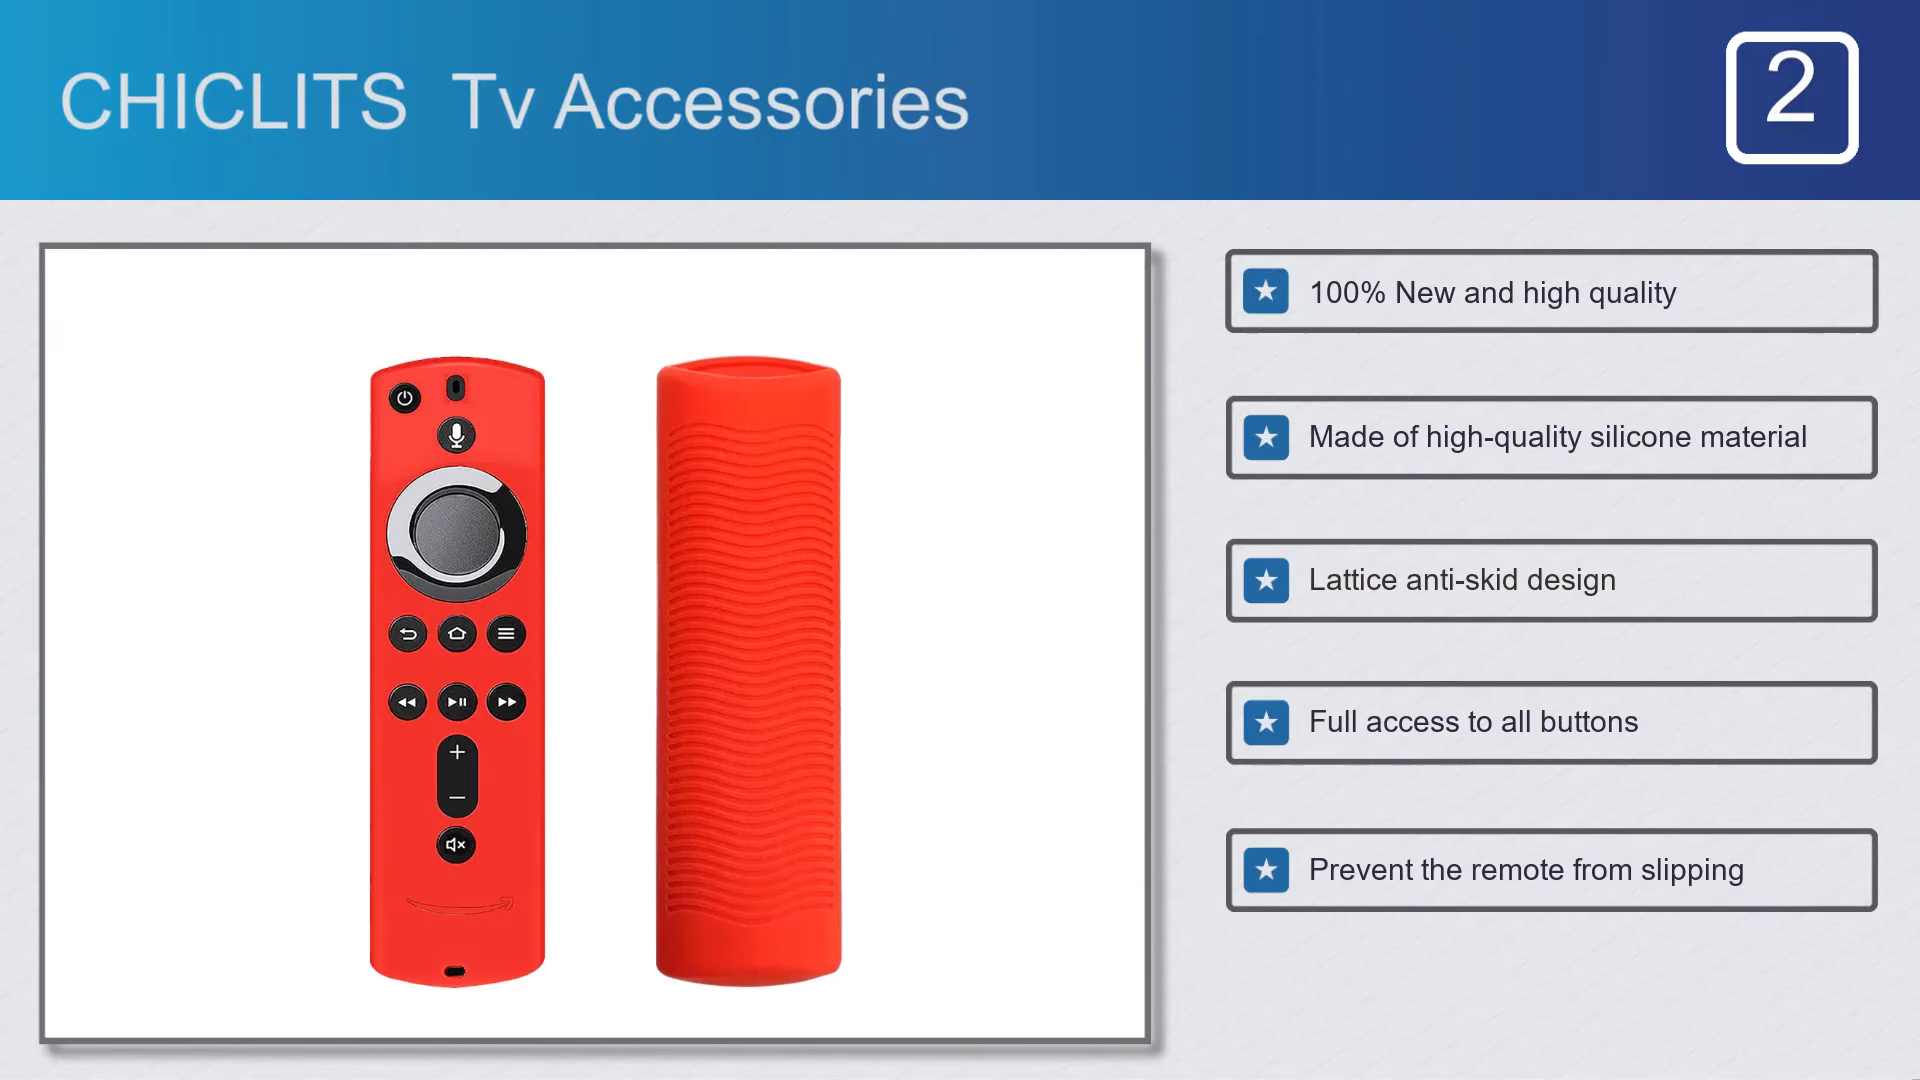 CHICLITS Tv Accessories
2
100% New and high quality
Made of high-quality silicone material
Lattice anti-skid design
Full access to all buttons
Prevent the remote from slipping